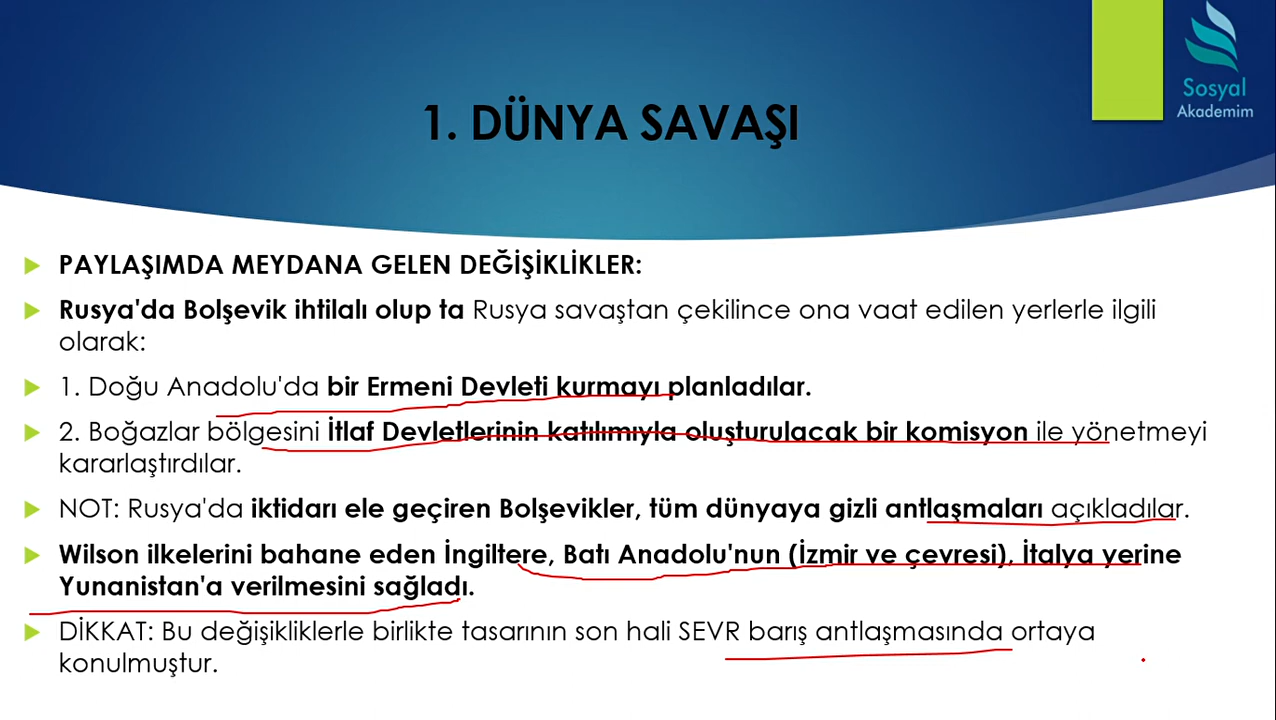 Sosyal
Akademim
1. DÜNYA SAVAŞI
PAYLAŞIMDA MEYDANA GELEN DEĞİŞİKLİKLER:
Rusya'da Bolşevik ihtilalı olup ta Rusya savaştan çekilince ona vaat edilen yerlerle ilgili
olarak:
1. Doğu Anadolu'da bir Ermeni Devleti kurmayı planladılar.
2. Boğazlar bölgesini İtlaf Devletlerinin katılımıyla oluşturulacak bir komisyon ile yönetmeyi
kararlaştırdılar.
NOT: Rusya'da iktidarı ele geçiren Bolşevikler, tüm dünyaya gizli antlaşmaları açıkladılar.
Wilson ilkelerini bahane eden İngiltere, Batı Anadolu'nun (İzmir ve çevresi), İtalya yerine
Yunanistan'a verilmesini sağladı.
DİKKAT: Bu değişikliklerle birlikte tasarının son hali SEVR barış antlaşmasında ortaya
konulmuştur.